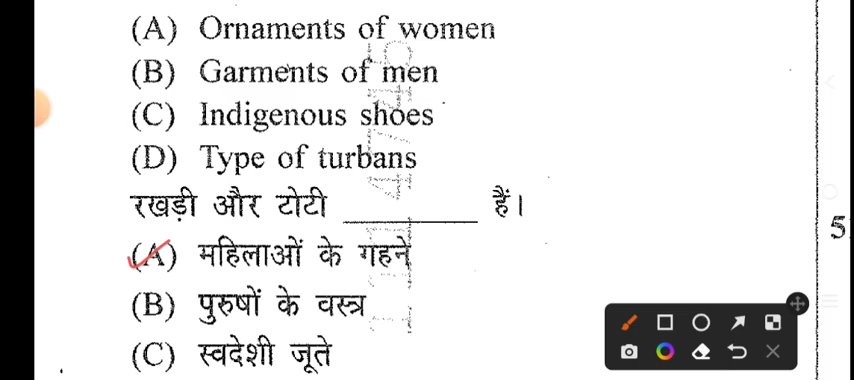 (A) Ornaments of women
(B) Garments of men
(C) Indigenous shoes
(D) Type of turbans
रखड़ी और टोटी ________ हैं।
(A) महिलाओं के गहने
(B) पुरुषों के वस्त्र
(C) स्वदेशी जूते
5